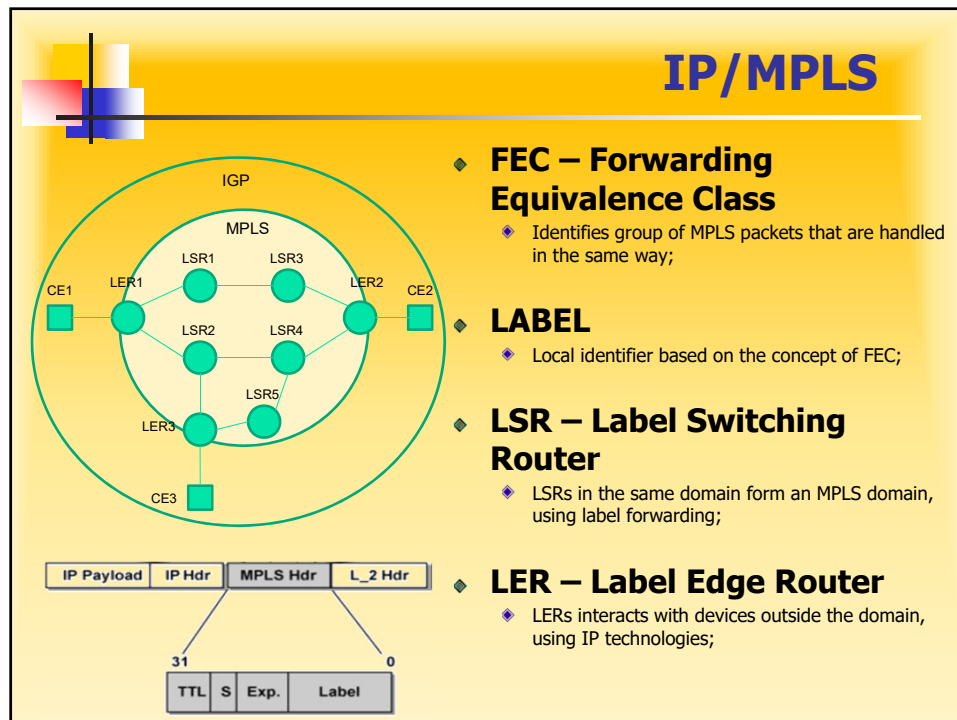 IP/MPLS
IGP
MPLS
LSR1
LSR3
CE1
LER1
LER2
CE2
LSR2
LSR4
LSR5
LER3
CE3
IP Payload
IP Hdr
MPLS Hdr
L_2 Hdr
31
0
TTL
S
Exp.
Label
FEC – Forwarding
Equivalence Class
Identifies group of MPLS packets that are handled
in the same way;
LABEL
Local identifier based on the concept of FEC;
LSR – Label Switching
Router
LSRs in the same domain form an MPLS domain,
using label forwarding;
LER – Label Edge Router
LERs interacts with devices outside the domain,
using IP technologies;